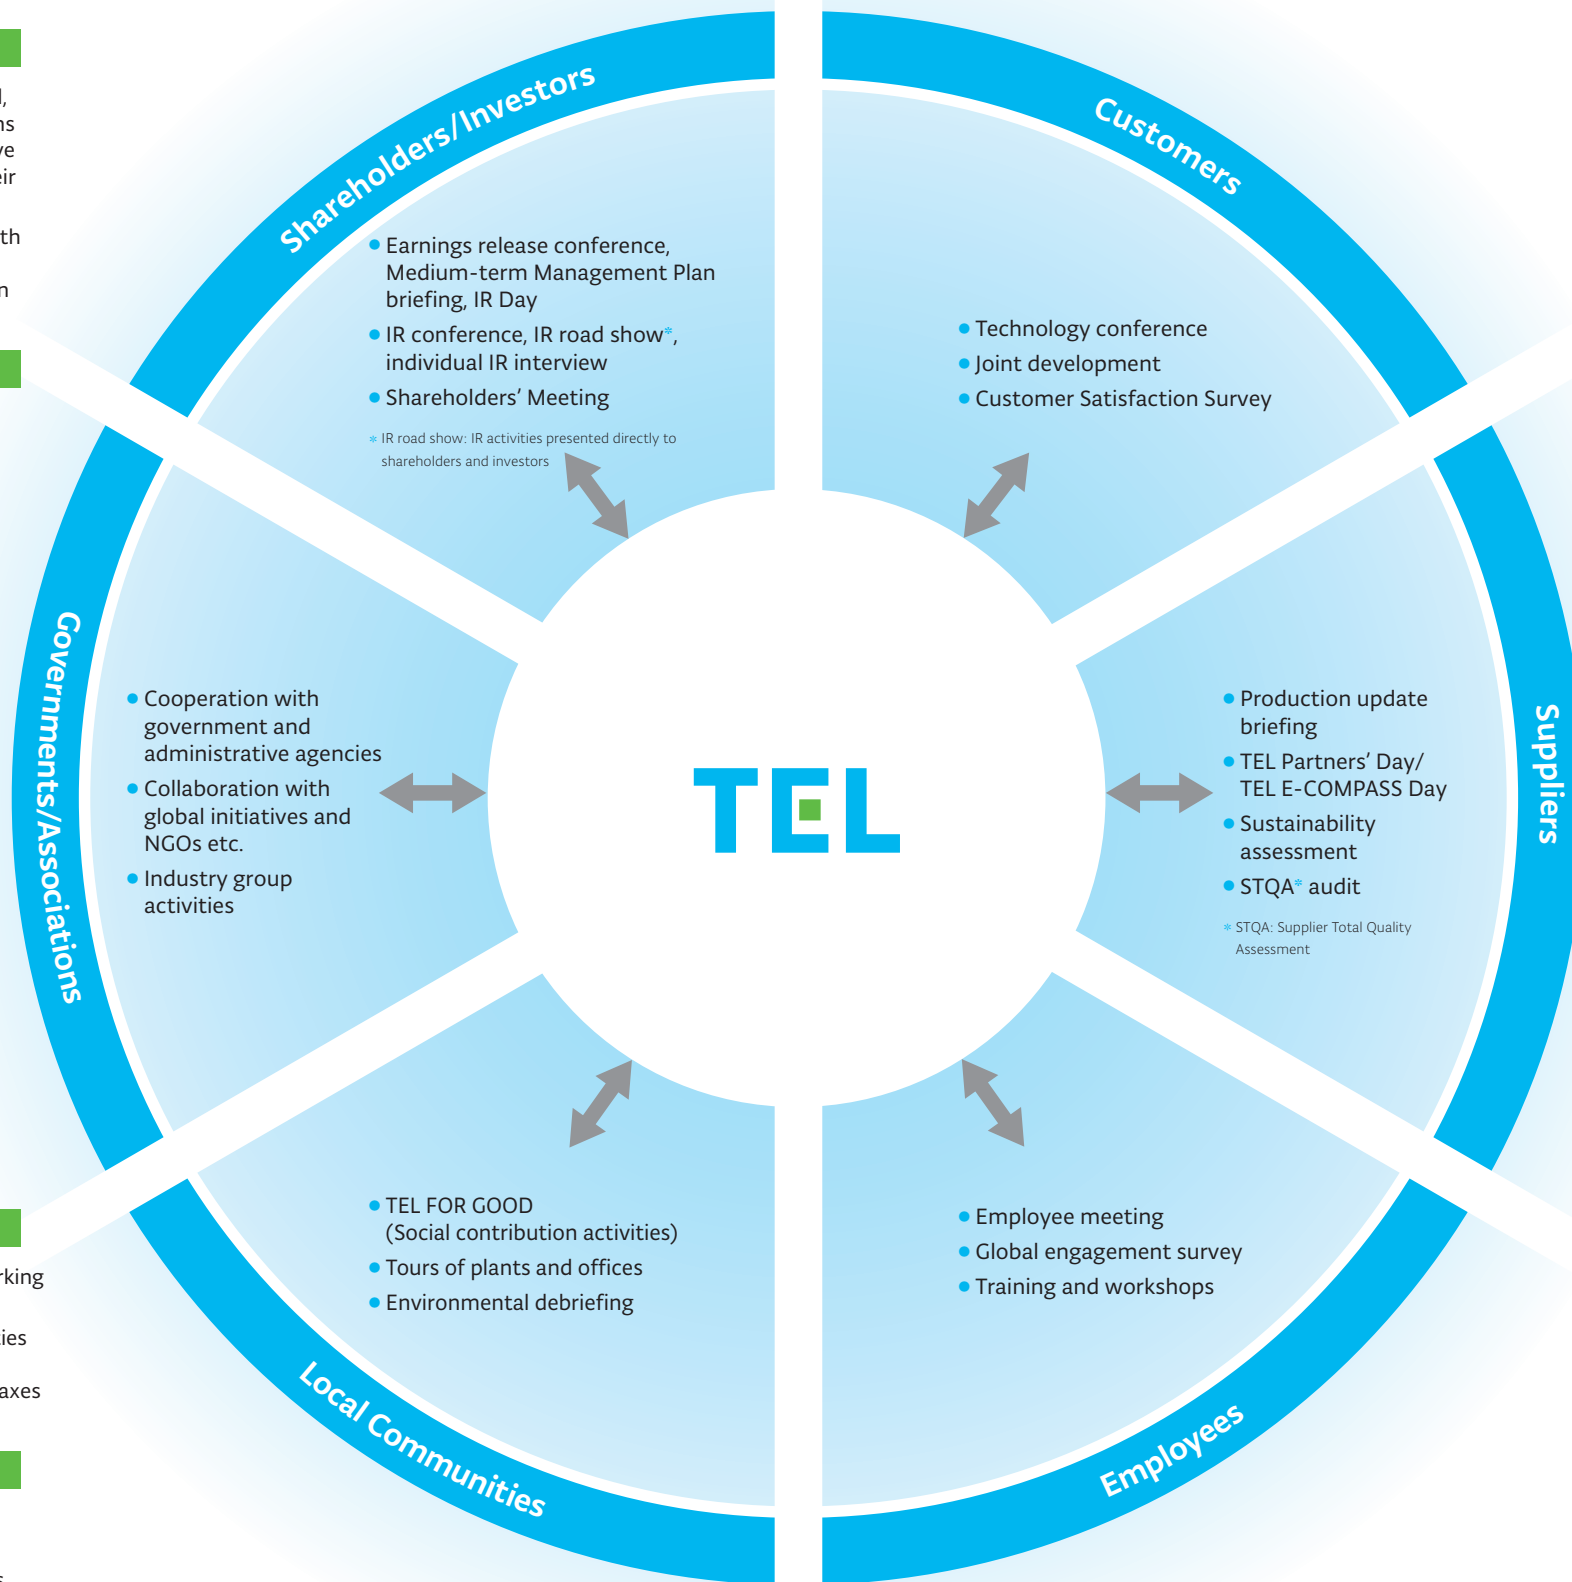 Shareholders/Investors
Earnings release conference,
Medium-term Management Plan
briefing, IR Day
IR conference, IR road show*,
individual IR interview
Shareholders' Meeting
* IR road show: IR activities presented directly to
shareholders and investors
Customers
Technology conference
Joint development
Customer Satisfaction Survey
Governments/Associations
Cooperation with
government and
administrative agencies
Collaboration with
global initiatives and
NGOs etc.
Industry group
activities
TEL
Suppliers
Production update
briefing
TEL Partners' Day/
TEL E-COMPASS Day
Sustainability
assessment
STQA* audit
* STQA: Supplier Total Quality
Assessment
Local Communities
TEL FOR GOOD
(Social contribution activities)
Tours of plants and offices
Environmental debriefing
Employees
Employee meeting
Global engagement survey
Training and workshops